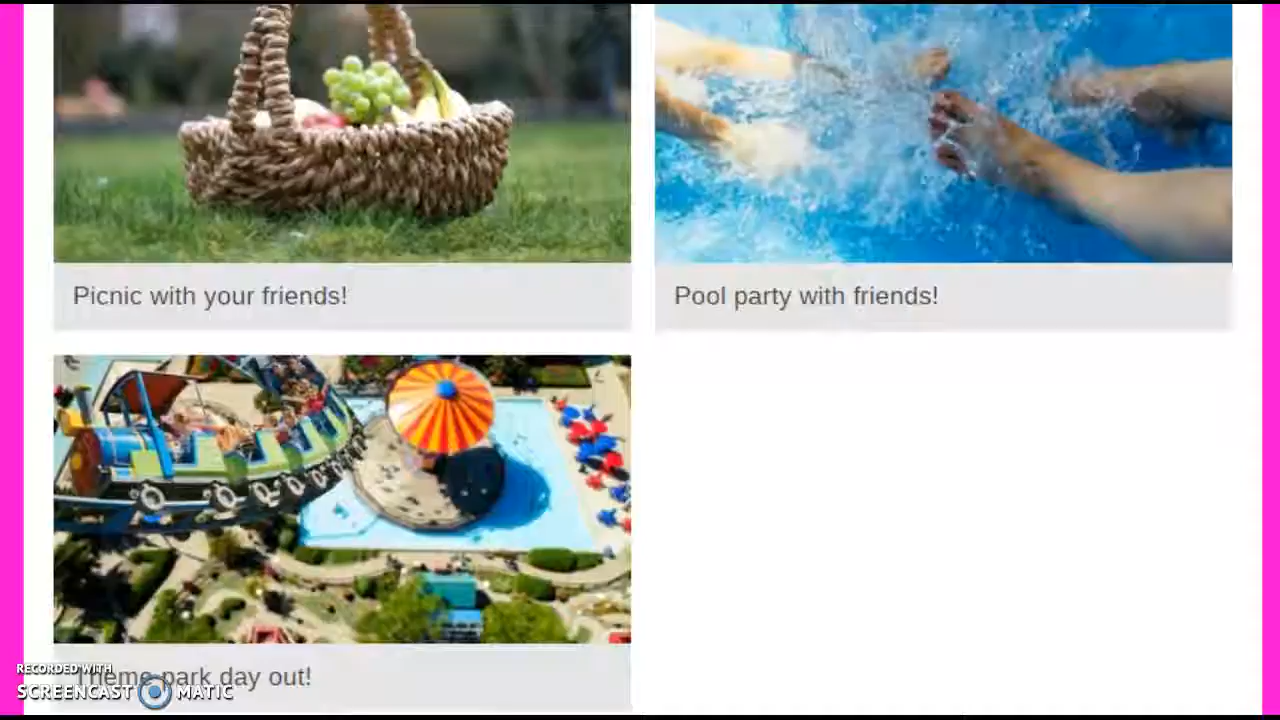 Picnic with your friends!
Pool party with friends!
Theme park day out!
RECORDED WITH
SCREENCAST MATIC